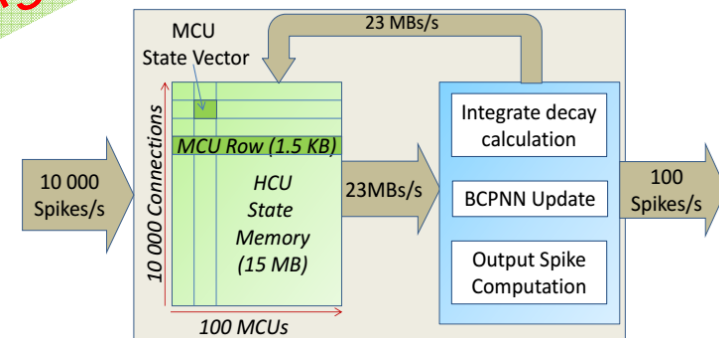 MCU
State Vector
23 MBs/s
10 000 Connections
MCU Row (1.5 KB)
HCU
State
Memory
(15 MB)
100 MCUs
10 000
Spikes/s
23MBs/s
Integrate decay
calculation
BCPNN Update
Output Spike
Computation
100
Spikes/s